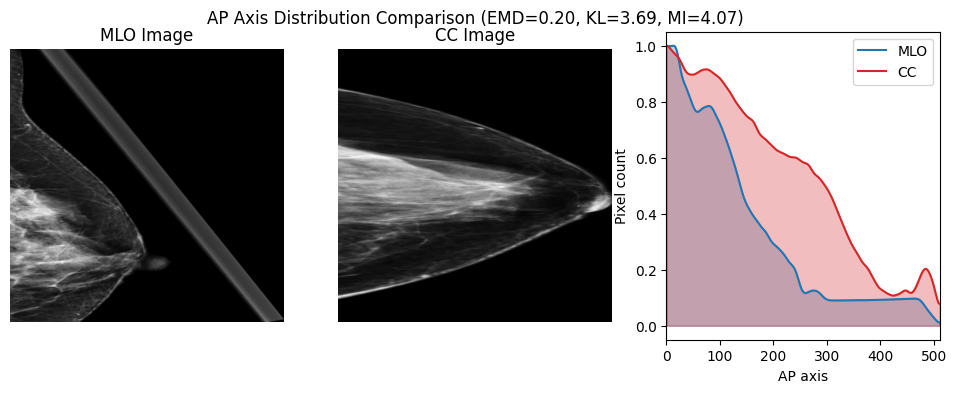 AP Axis Distribution Comparison (EMD=0.20, KL=3.69, MI=4.07)
MLO Image
CC Image
MLO
CC
1.0
0.8
0.6
0.4
0.2
0.0
Pixel count
0 100 200 300 400 500
AP axis